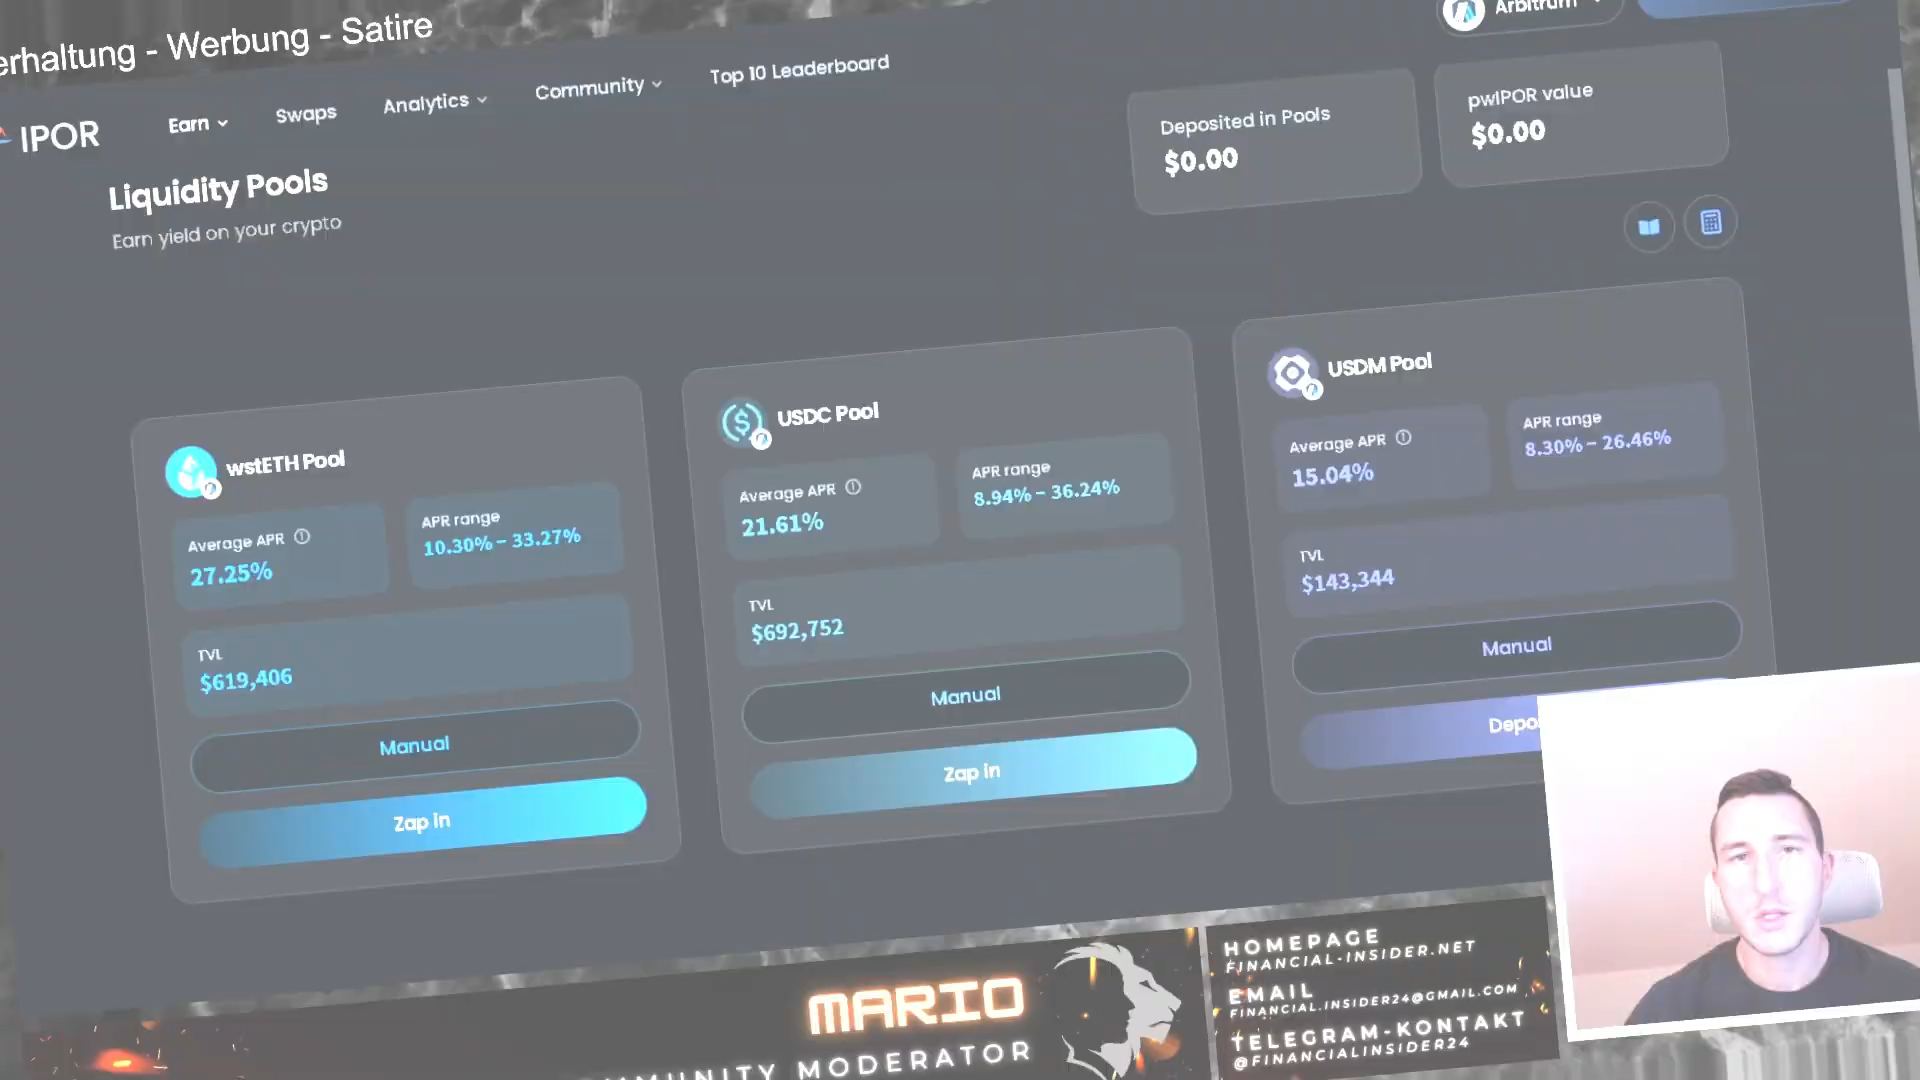 erhaltung - Werbung - Satire
Arbitrum
IPOR
Earn
Swaps
Analytics
Community
Top 10 Leaderboard
Liquidity Pools
Earn yield on your crypto
Deposited in Pools
$0.00
pwIPOR value
$0.00
wstETH Pool
Average APR
27.25%
APR range
10.30% – 33.27%
TVL
$619,406
Manual
Zap in
USDC Pool
Average APR
21.61%
APR range
8.94% – 36.24%
TVL
$692,752
Manual
Zap in
USDM Pool
Average APR
15.04%
APR range
8.30% – 26.46%
TVL
$143,344
Manual
Depo
MARIO
MMUNITY MODERATOR
HOMEPAGE
FINANCIAL-INSIDER.NET
EMAIL
FINANCIAL.INSIDER24@GMAIL.COM
TELEGRAM-KONTAKT
@FINANCIALINSIDER24